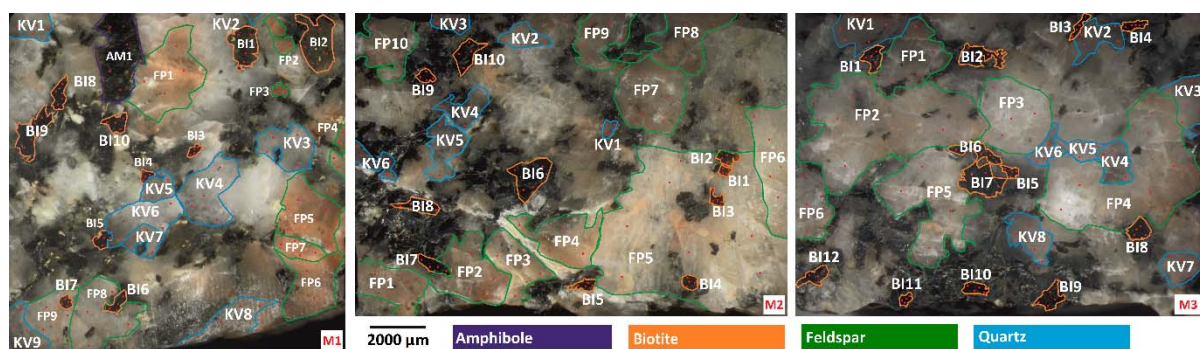 KV1
AM1
FP1
KV2
BI1
FP2
BI2
FP3
BI8
BI9
BI10
BI3
FP4
KV3
BI4
KV5
KV4
KV6
FP5
BI5
KV7
FP7
BI7
FP8
BI6
FP6
FP9
KV8
KV9
M1
FP10
KV3
KV2
FP9
FP8
BI10
BI9
FP7
KV4
KV5
KV1
KV6
BI6
BI2
FP6
BI1
BI8
BI3
FP4
BI7
FP2
FP3
FP5
FP1
BI5
BI4
M2
KV1
BI3
KV2
BI4
BI1
FP1
BI2
FP2
FP3
KV3
BI6
KV6
KV5
KV4
BI7
BI5
FP5
FP4
FP6
KV8
BI8
BI12
KV7
BI11
BI10
BI9
M3
2000 µm Amphibole Biotite Feldspar Quartz